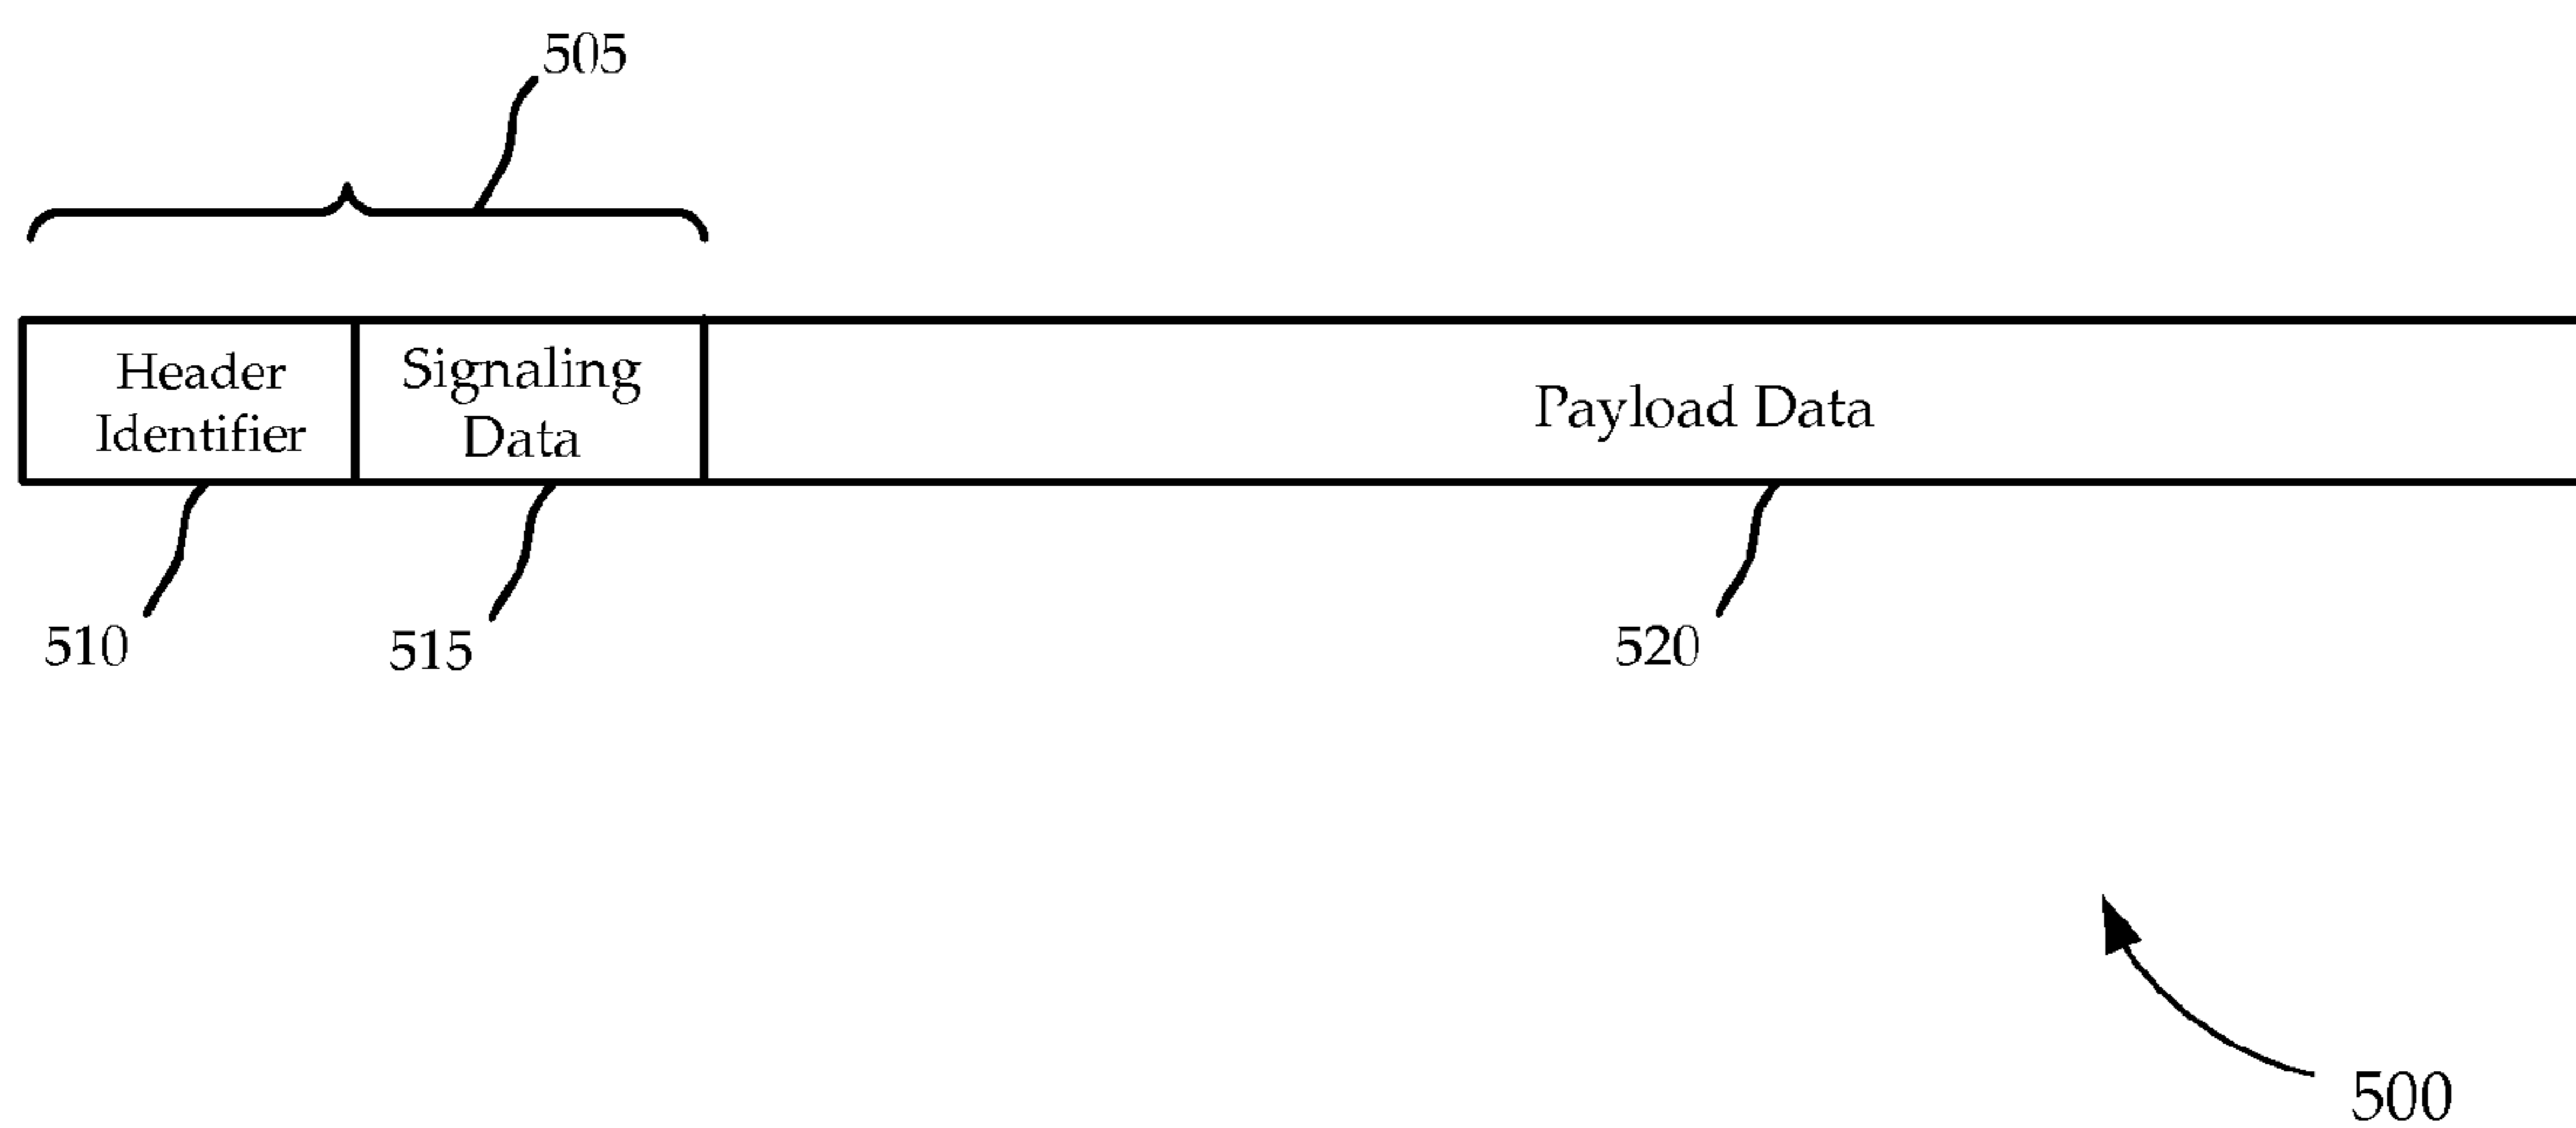 505
Header
Identifier
Signaling
Data
Payload Data
510
515
520
500